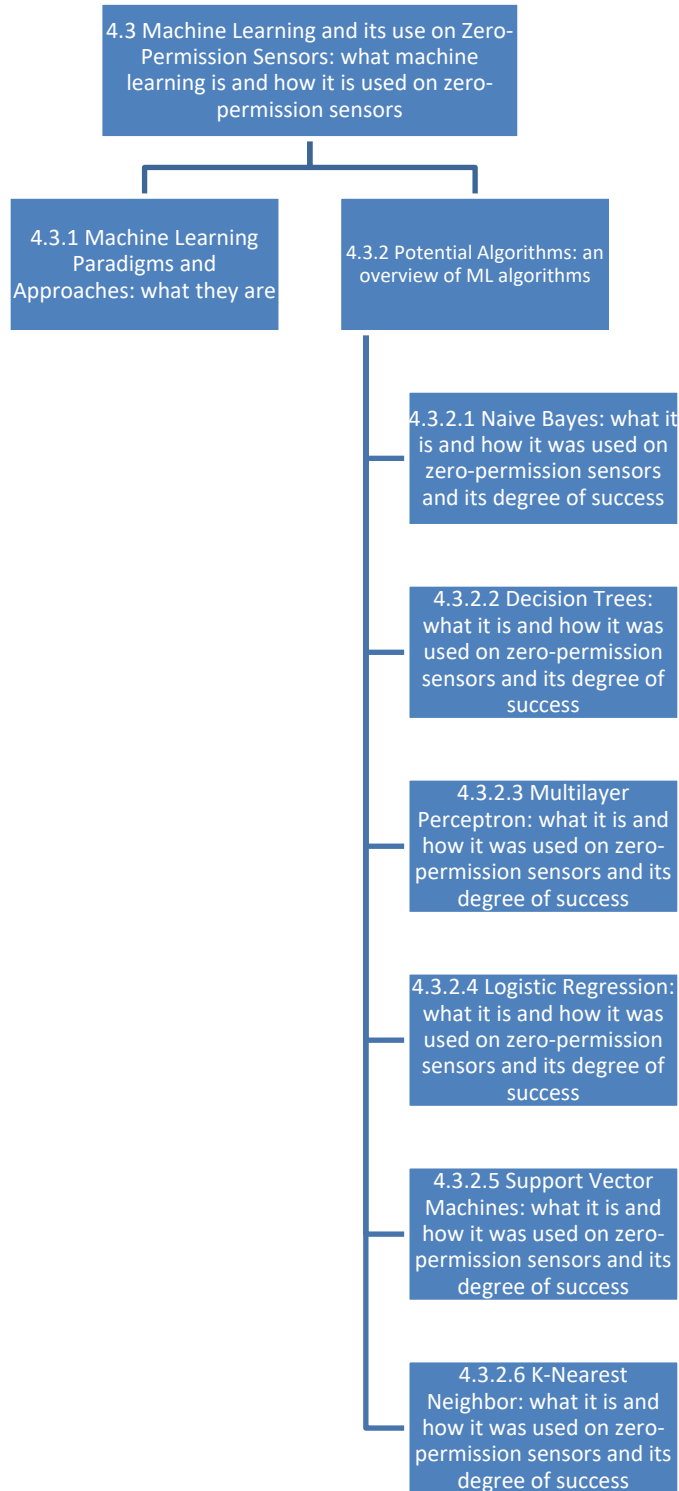 4.3 Machine Learning and its use on Zero-
Permission Sensors: what machine
learning is and how it is used on zero-
permission sensors
4.3.1 Machine Learning
Paradigms and
Approaches: what they are
4.3.2 Potential Algorithms: an
overview of ML algorithms
4.3.2.1 Naive Bayes: what it
is and how it was used on
zero-permission sensors
and its degree of success
4.3.2.2 Decision Trees:
what it is and how it was
used on zero-permission
sensors and its degree of
success
4.3.2.3 Multilayer
Perceptron: what it is and
how it was used on zero-
permission sensors and its
degree of success
4.3.2.4 Logistic Regression:
what it is and how it was
used on zero-permission
sensors and its degree of
success
4.3.2.5 Support Vector
Machines: what it is and
how it was used on zero-
permission sensors and its
degree of success
4.3.2.6 K-Nearest
Neighbor: what it is and
how it was used on zero-
permission sensors and its
degree of success